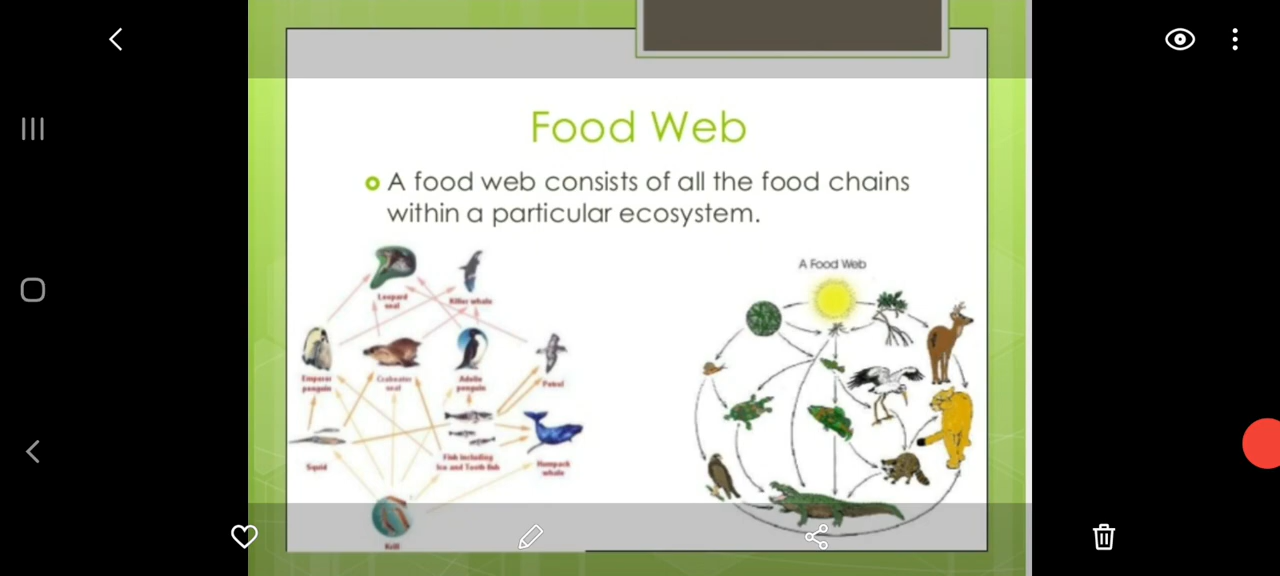 Food Web
A food web consists of all the food chains
within a particular ecosystem.
A Food Web
Leopard
seal
Killer whale
Emperor
penguin
Crabeater
seal
Adelie
penguin
Petrel
Squid
Fish including
Ice and Tooth fish
Humpack
whale
Krill